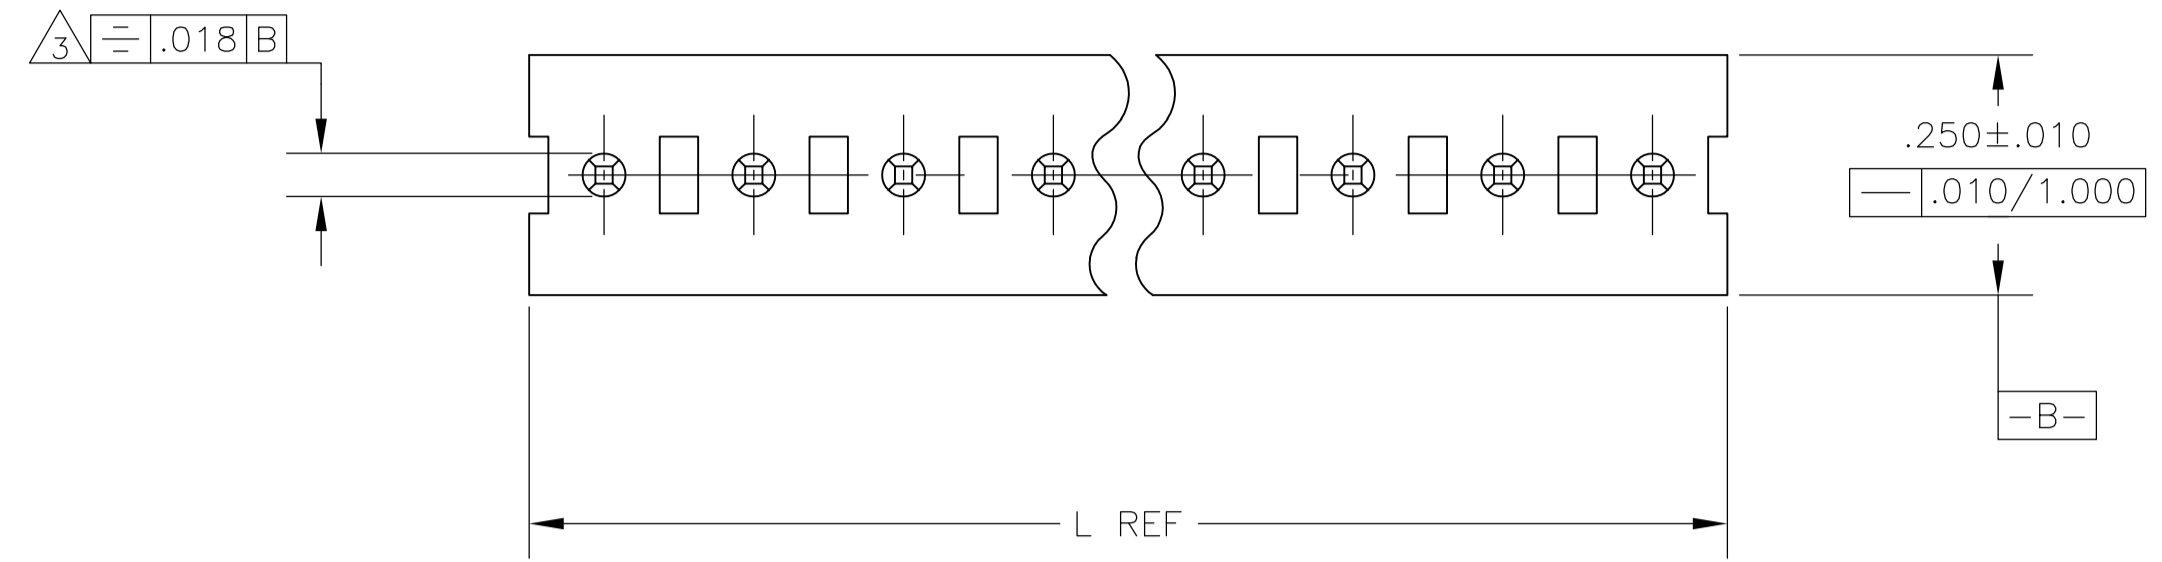 3 ⌯ .018 B
.250±.010
⏤ .010/1.000
-B-
L REF